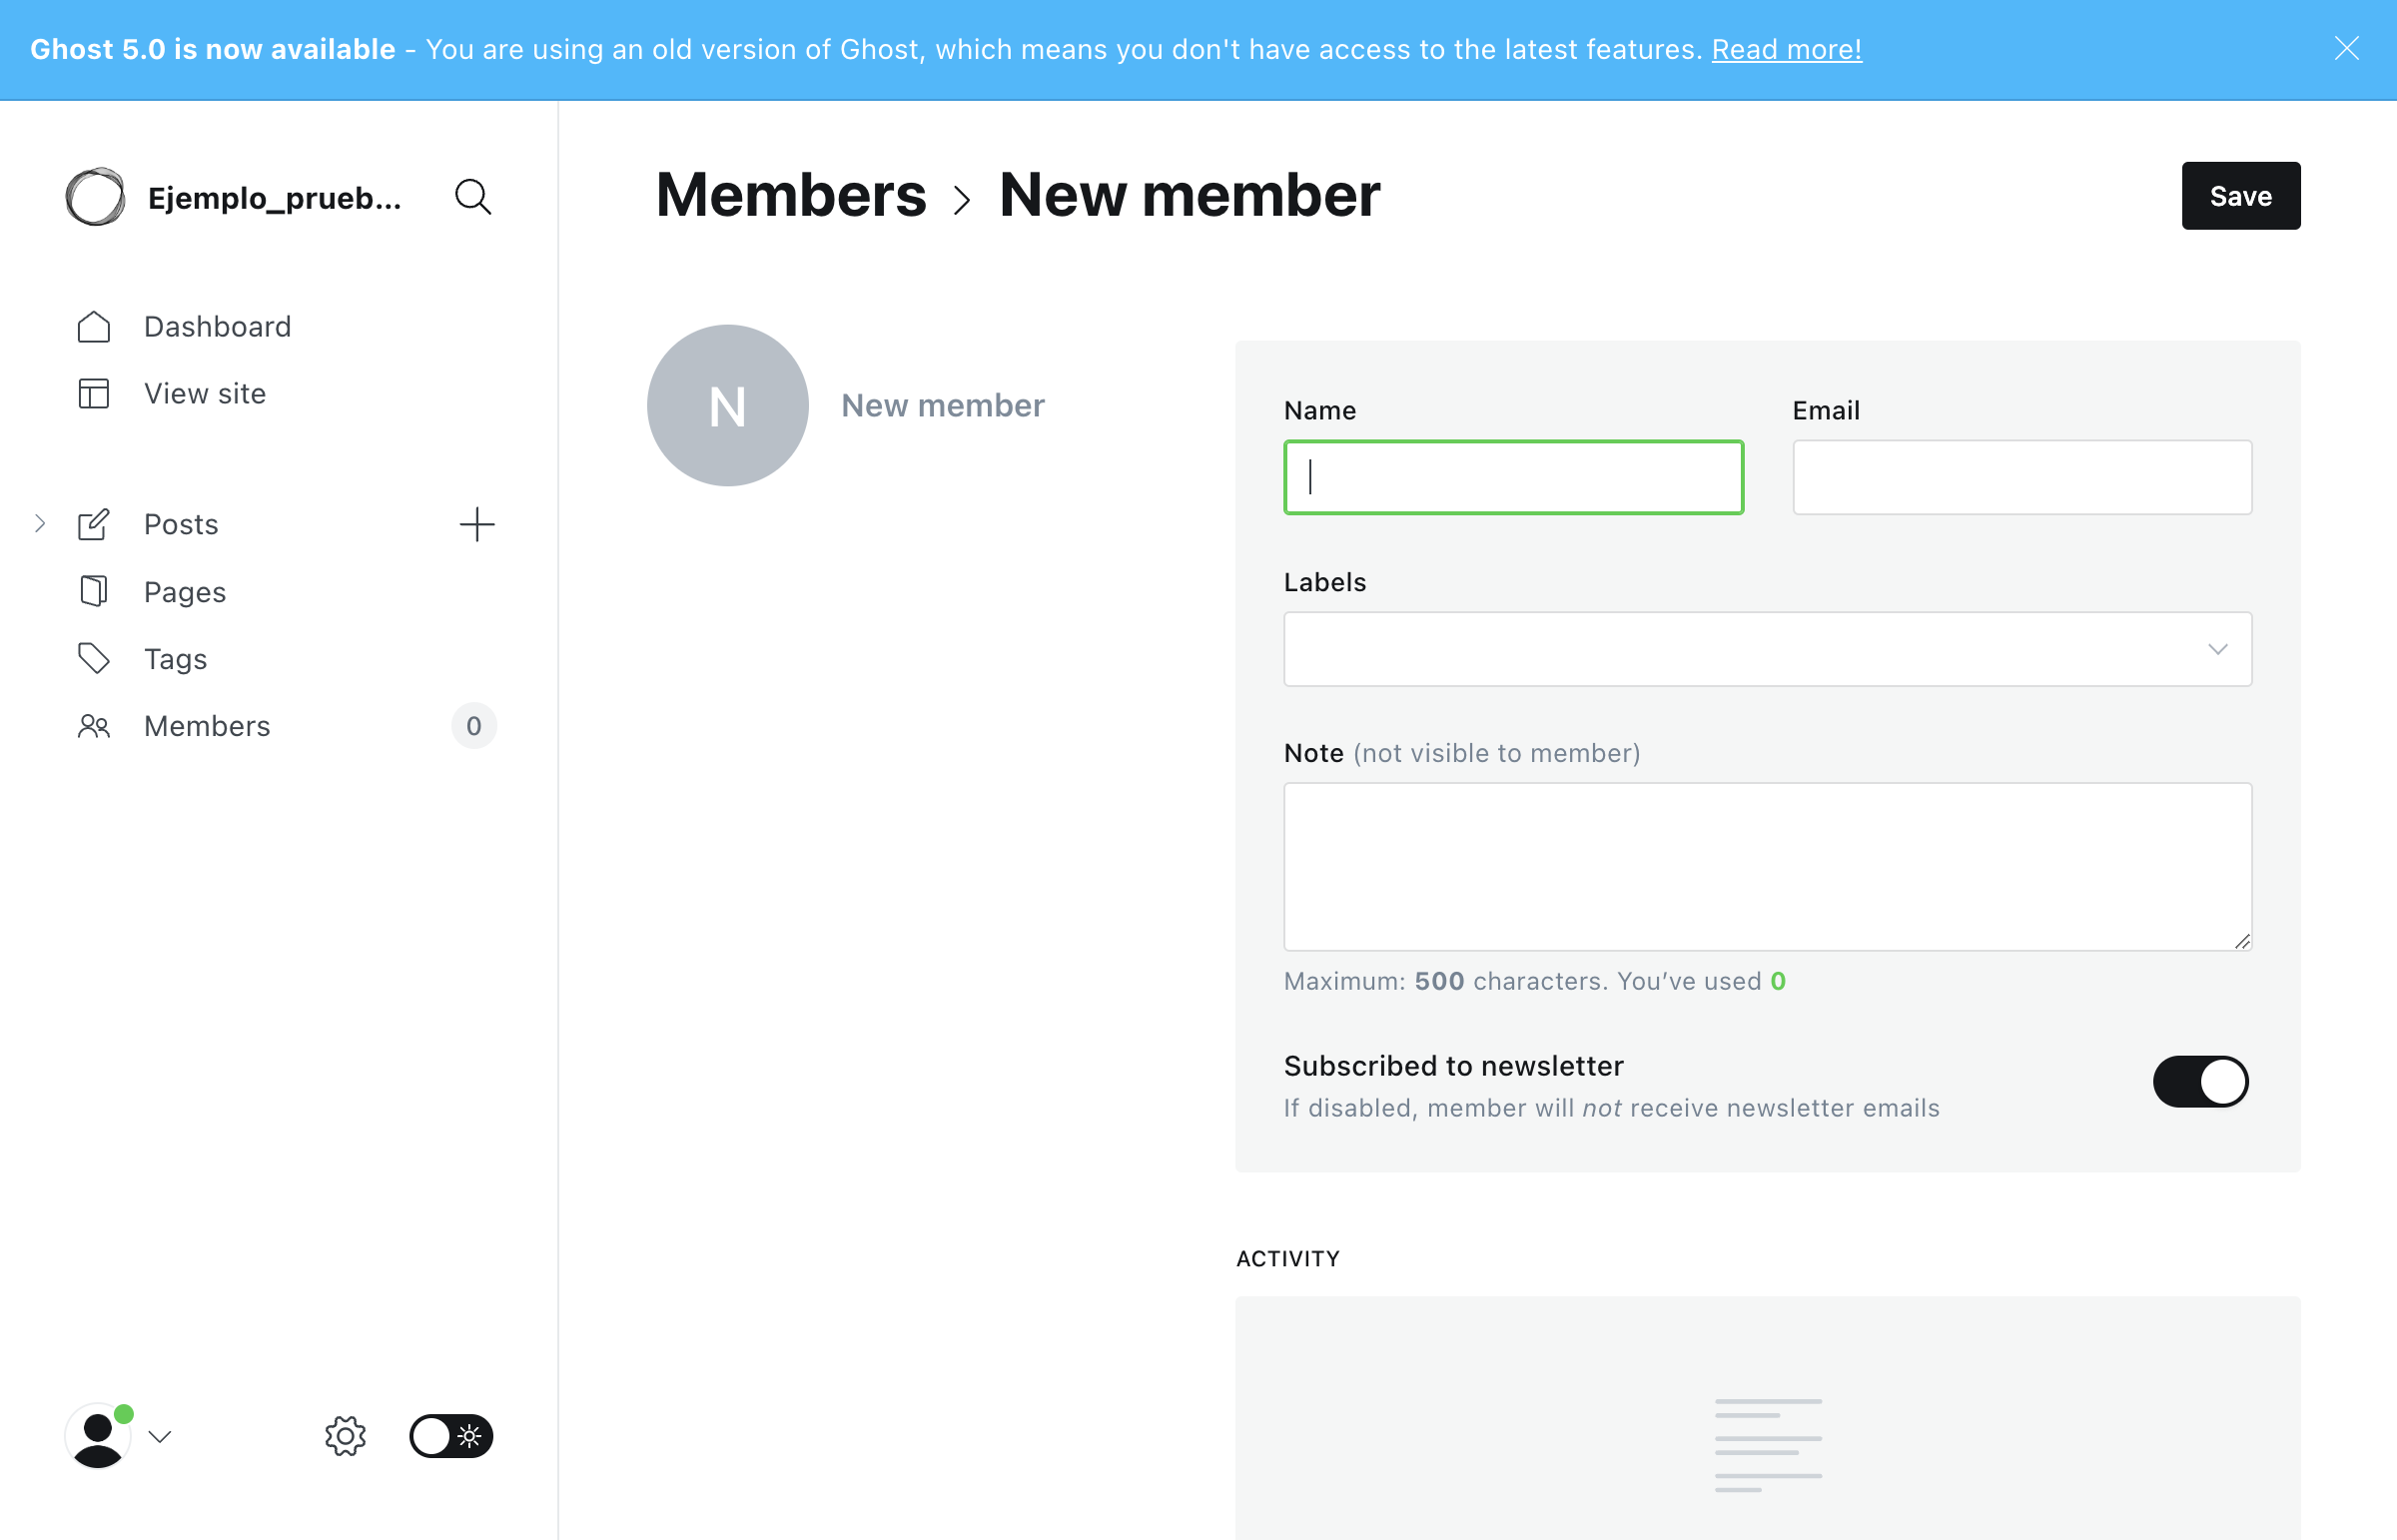 Ghost 5.0 is now available - You are using an old version of Ghost, which means you don't have access to the latest features. Read more!
Ejemplo_prueb...
Dashboard
View site
Posts
Pages
Tags
Members 0
Members > New member
Save
N
New member
Name
Email
Labels
Note (not visible to member)
Maximum: 500 characters. You’ve used 0
Subscribed to newsletter
If disabled, member will not receive newsletter emails
ACTIVITY